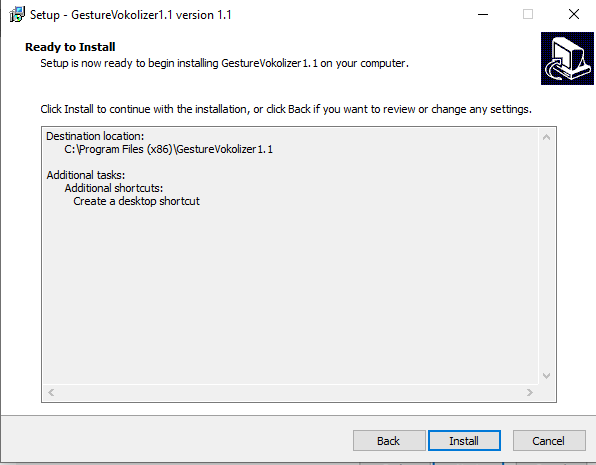 Setup - GestureVokolizer1.1 version 1.1
Ready to Install
Setup is now ready to begin installing GestureVokolizer1.1 on your computer.
Click Install to continue with the installation, or click Back if you want to review or change any settings.
Destination location:
C:\Program Files (x86)\GestureVokolizer1.1
Additional tasks:
Additional shortcuts:
Create a desktop shortcut
Back Install Cancel